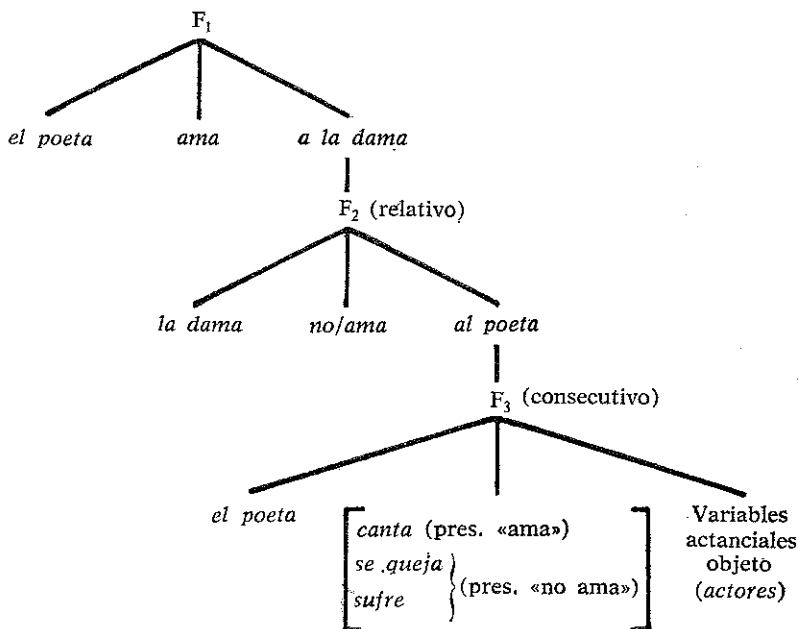 F₁
el poeta ama a la dama
F₂ (relativo)
la dama no/ama al poeta
F₃ (consecutivo)
el poeta
canta (pres. «ama»)
se queja
sufre
(pres. «no ama»)
Variables
actanciales
objeto
(actores)